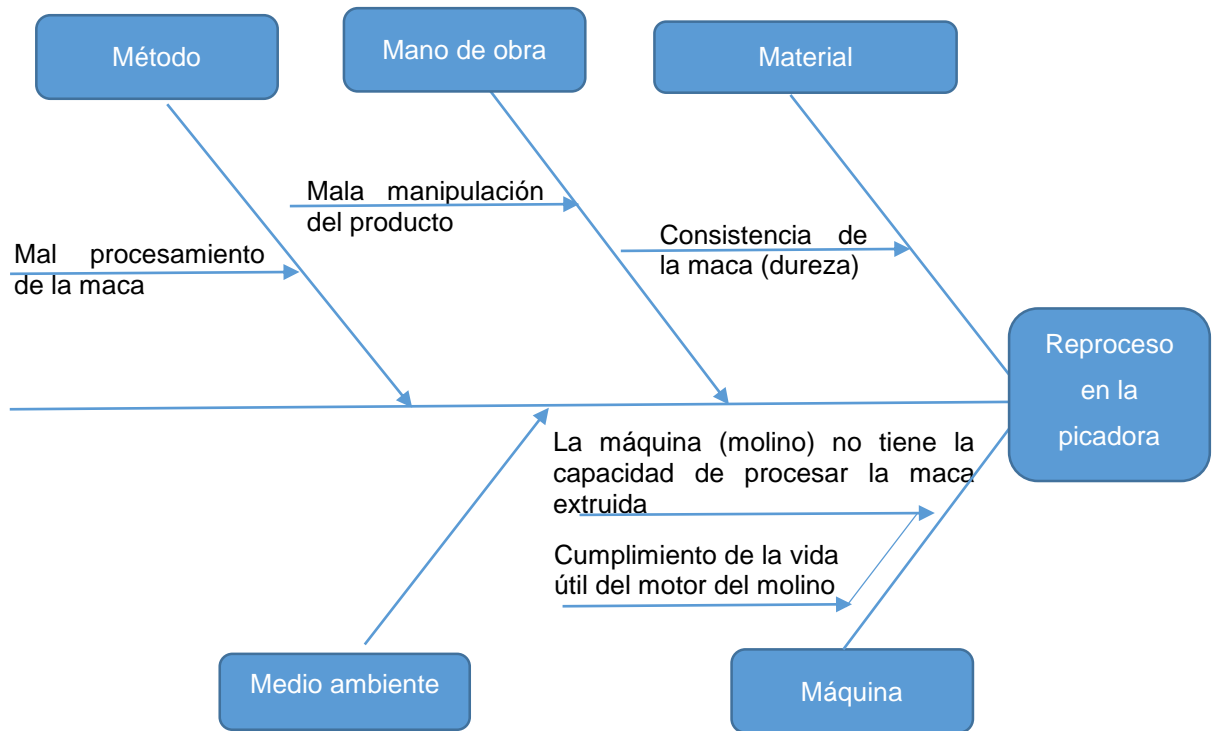 Método
Mano de obra
Material
Mala manipulación
del producto
Mal procesamiento
de la maca
Consistencia de
la maca (dureza)
Reproceso
en la
picadora
La máquina (molino) no tiene la
capacidad de procesar la maca
extruida
Cumplimiento de la vida
útil del motor del molino
Medio ambiente
Máquina